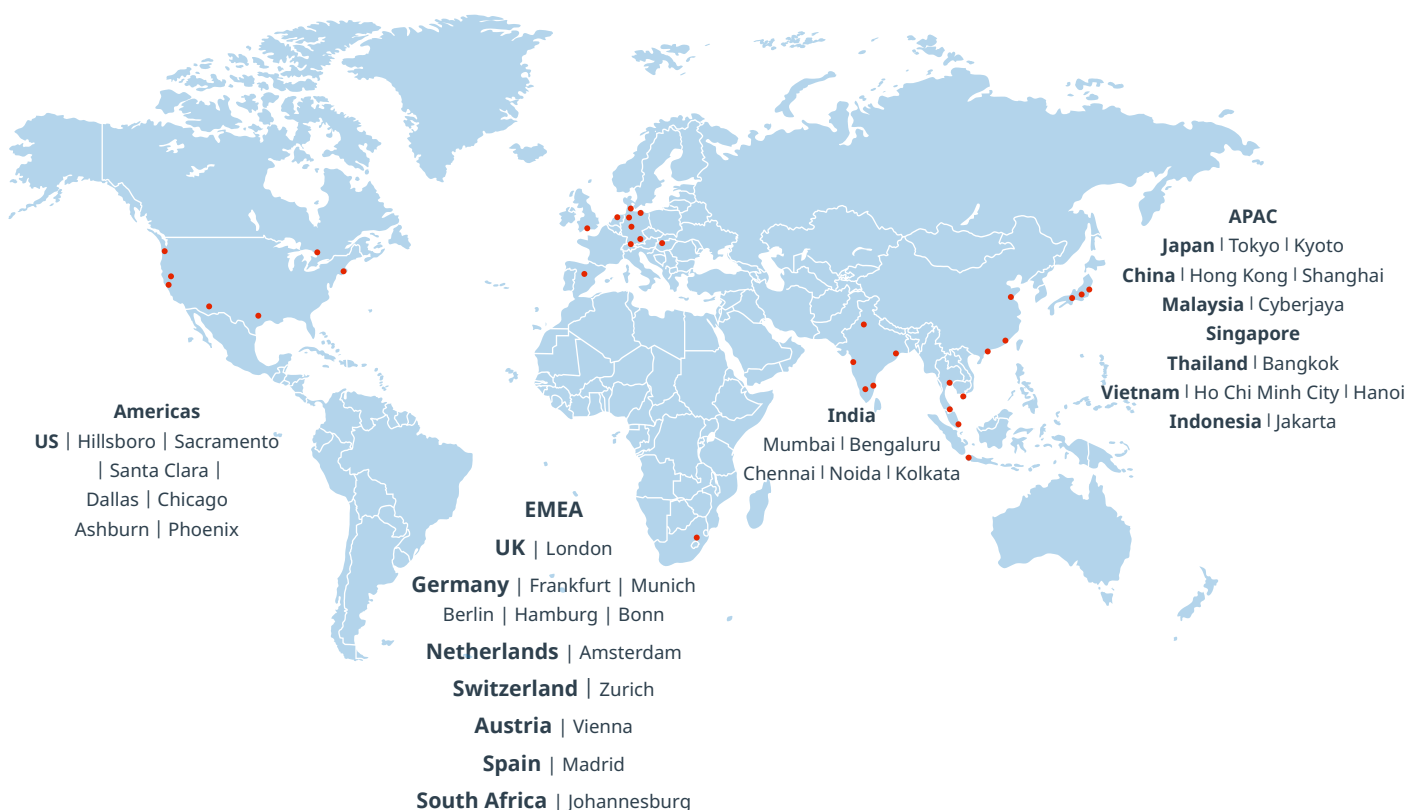 Americas
US | Hillsboro | Sacramento
| Santa Clara |
Dallas | Chicago
Ashburn | Phoenix
EMEA
UK | London
Germany | Frankfurt | Munich
Berlin | Hamburg | Bonn
Netherlands | Amsterdam
Switzerland | Zurich
Austria | Vienna
Spain | Madrid
South Africa | Johannesburg
India
Mumbai | Bengaluru
Chennai | Noida | Kolkata
APAC
Japan | Tokyo | Kyoto
China | Hong Kong | Shanghai
Malaysia | Cyberjaya
Singapore
Thailand | Bangkok
Vietnam | Ho Chi Minh City | Hanoi
Indonesia | Jakarta